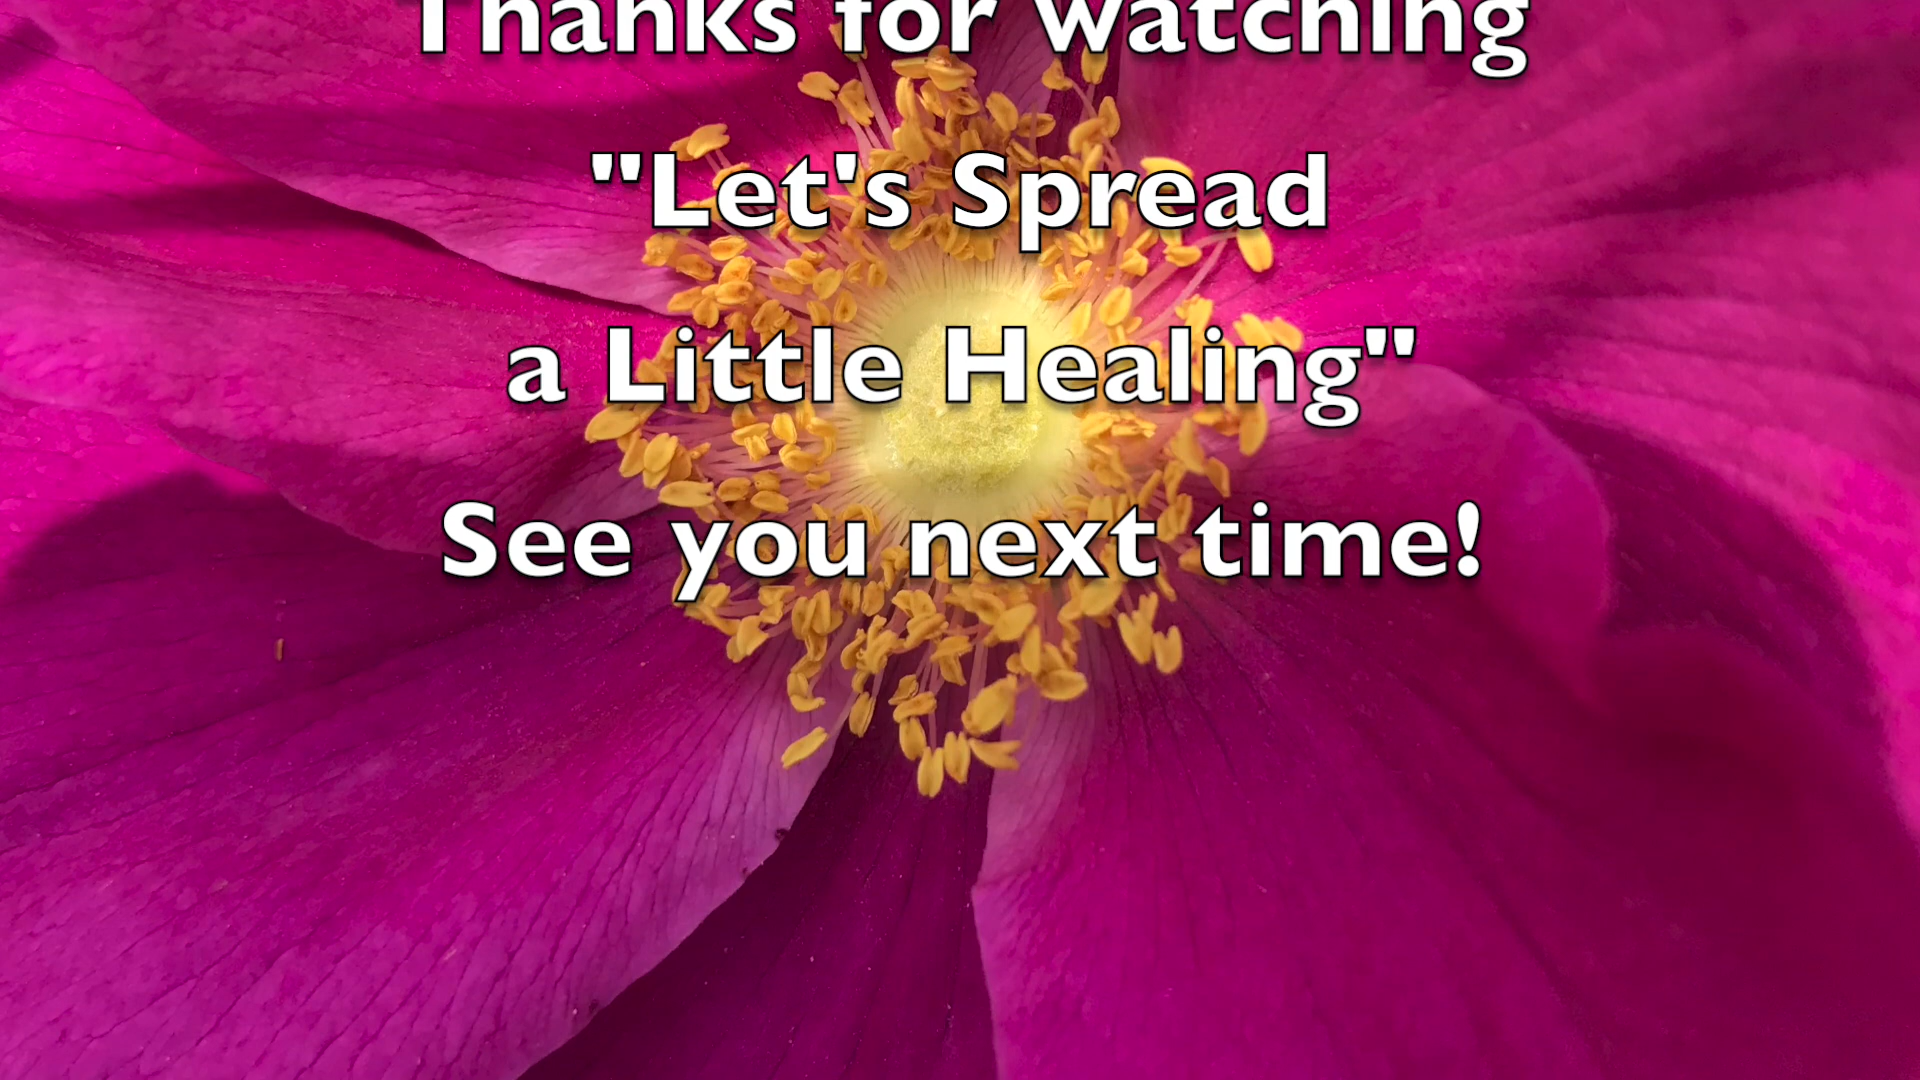 Thanks for watching
"Let's Spread
a Little Healing"
See you next time!